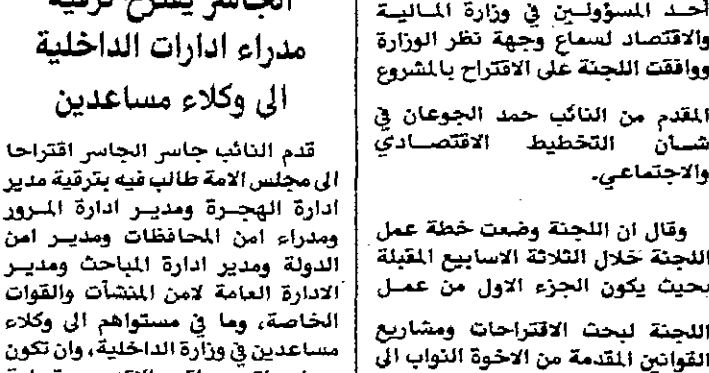 أحد المسؤولين في وزارة المالية
والاقتصاد لسماع وجهة نظر الوزارة
ووافقت اللجنة على الاقتراح بالمشروع
المقدم من النائب حمد الجوعان في
شأن التخطيط الاقتصادي
والاجتماعي.
وقال ان اللجنة وضعت خطة عمل
اللجنة خلال الثلاثة الاسابيع المقبلة
بحيث يكون الجزء الاول من عمل
اللجنة لبحث الاقتراحات ومشاريع
القوانين المقدمة من الاخوة النواب الى
الجاسر يقترح ترقية
مدراء ادارات الداخلية
الى وكلاء مساعدين
قدم النائب جاسر الجاسر اقتراحا
الى مجلس الامة طالب فيه بترقية مدير
ادارة الهجرة ومدير ادارة المرور
ومدراء امن المحافظات ومدير امن
الدولة ومدير ادارة المباحث ومدير
الادارة العامة لامن المنشآت والقوات
الخاصة، وما في مستواهم الى وكلاء
مساعدين في وزارة الداخلية، وان تكون